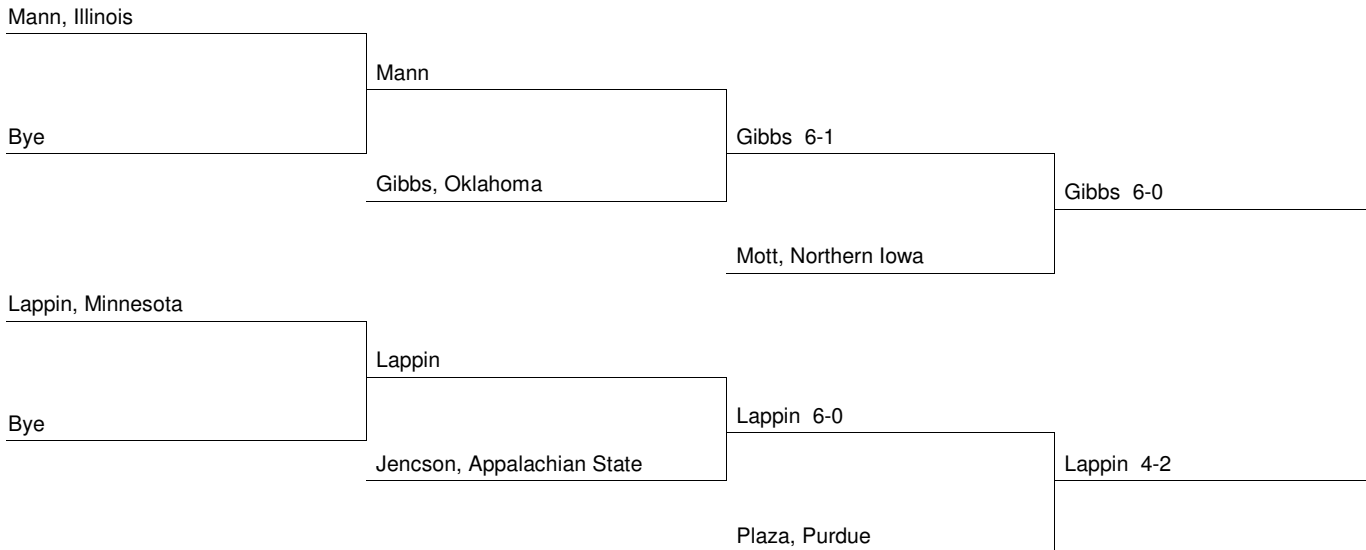 Mann, Illinois
Mann
Bye
Gibbs 6-1
Gibbs, Oklahoma
Gibbs 6-0
Mott, Northern Iowa
Lappin, Minnesota
Lappin
Bye
Lappin 6-0
Jencson, Appalachian State
Lappin 4-2
Plaza, Purdue